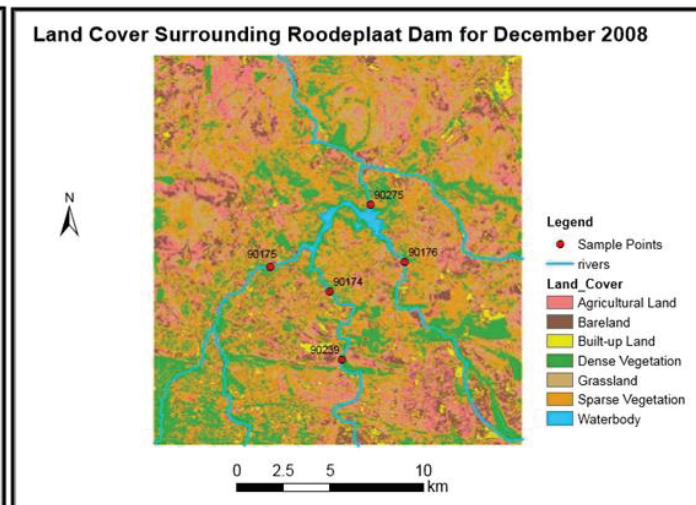 Land Cover Surrounding Roodeplaat Dam for December 2008
N
90275
90175
90176
90174
90239
Legend
Sample Points
rivers
Land_Cover
Agricultural Land
Bareland
Built-up Land
Dense Vegetation
Grassland
Sparse Vegetation
Waterbody
0 2.5 5 10
km